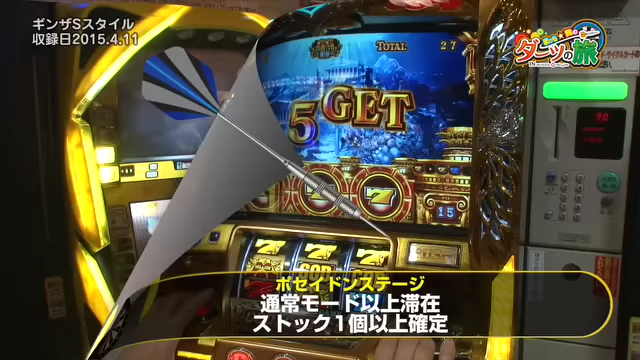 ギンザSスタイル
収録日2015.4.11
ダーツの旅
TOTAL 27
5 GET
15
ポセイドンステージ
通常モード以上滞在
ストック1個以上確定